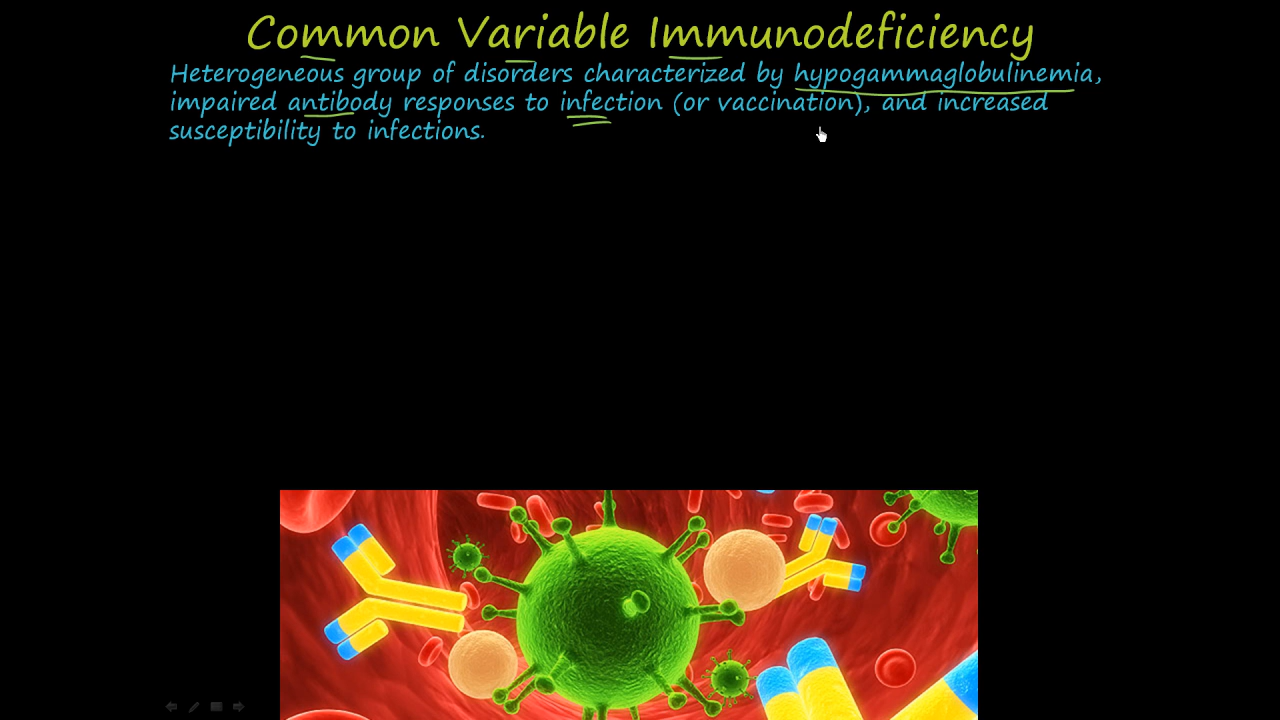 Common Variable Immunodeficiency
Heterogeneous group of disorders characterized by hypogammaglobulinemia,
impaired antibody responses to infection (or vaccination), and increased
susceptibility to infections.